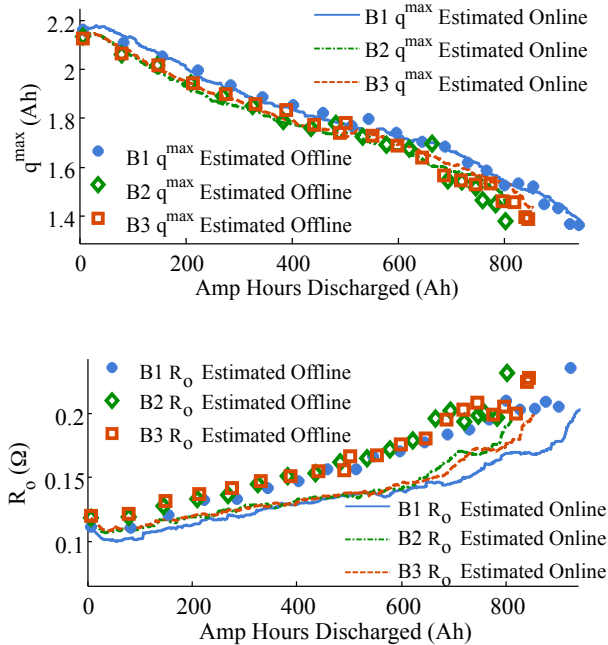 2.2
2
1.8
1.6
1.4
q^max (Ah)
B1 q^max Estimated Online
B2 q^max Estimated Online
B3 q^max Estimated Online
B1 q^max Estimated Offline
B2 q^max Estimated Offline
B3 q^max Estimated Offline
0 200 400 600 800
Amp Hours Discharged (Ah)
B1 R_o Estimated Offline
B2 R_o Estimated Offline
B3 R_o Estimated Offline
0.2
0.15
0.1
R_o (Ω)
B1 R_o Estimated Online
B2 R_o Estimated Online
B3 R_o Estimated Online
0 200 400 600 800
Amp Hours Discharged (Ah)